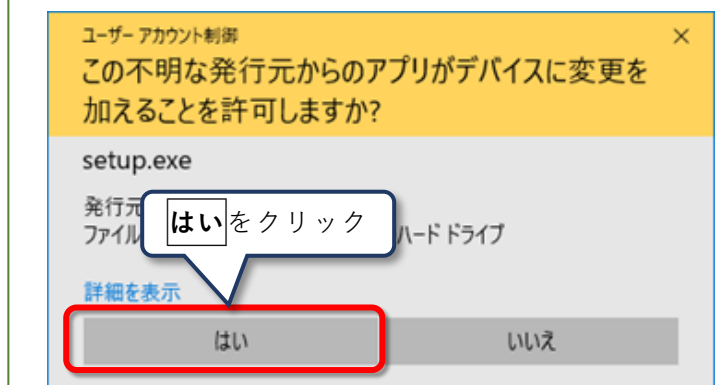 ユーザー アカウント制御
この不明な発行元からのアプリがデバイスに変更を
加えることを許可しますか?
setup.exe
発行元
ファイル
ハード ドライブ
はいをクリック
詳細を表示
はい
いいえ